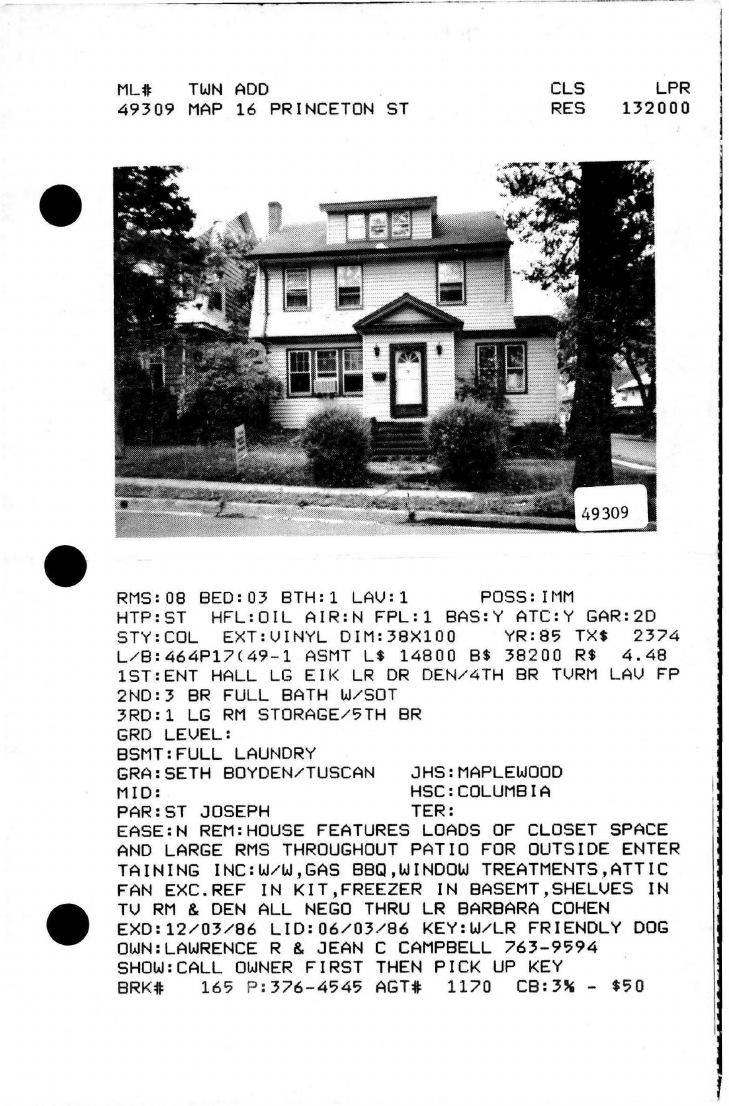 ML# TWN ADD CLS LPR
49309 MAP 16 PRINCETON ST RES 132000
49309
RMS:08 BED:03 BTH:1 LAV:1 POSS:IMM
HTP:ST HFL:OIL AIR:N FPL:1 BAS:Y ATC:Y GAR:2D
STY:COL EXT:VINYL DIM:38X100 YR:85 TX$ 2374
L/B:464P17(49-1 ASMT L$ 14800 B$ 38200 R$ 4.48
1ST:ENT HALL LG EIK LR DR DEN/4TH BR TVRM LAV FP
2ND:3 BR FULL BATH W/SOT
3RD:1 LG RM STORAGE/5TH BR
GRD LEVEL:
BSMT:FULL LAUNDRY
GRA:SETH BOYDEN/TUSCAN JHS:MAPLEWOOD
MID: HSC:COLUMBIA
PAR:ST JOSEPH TER:
EASE:N REM:HOUSE FEATURES LOADS OF CLOSET SPACE
AND LARGE RMS THROUGHOUT PATIO FOR OUTSIDE ENTER
TAINING INC:W/W,GAS BBQ,WINDOW TREATMENTS,ATTIC
FAN EXC.REF IN KIT,FREEZER IN BASEMT,SHELVES IN
TV RM & DEN ALL NEGO THRU LR BARBARA COHEN
EXD:12/03/86 LID:06/03/86 KEY:W/LR FRIENDLY DOG
OWN:LAWRENCE R & JEAN C CAMPBELL 763-9594
SHOW:CALL OWNER FIRST THEN PICK UP KEY
BRK# 165 P:376-4545 AGT# 1170 CB:3% - $50